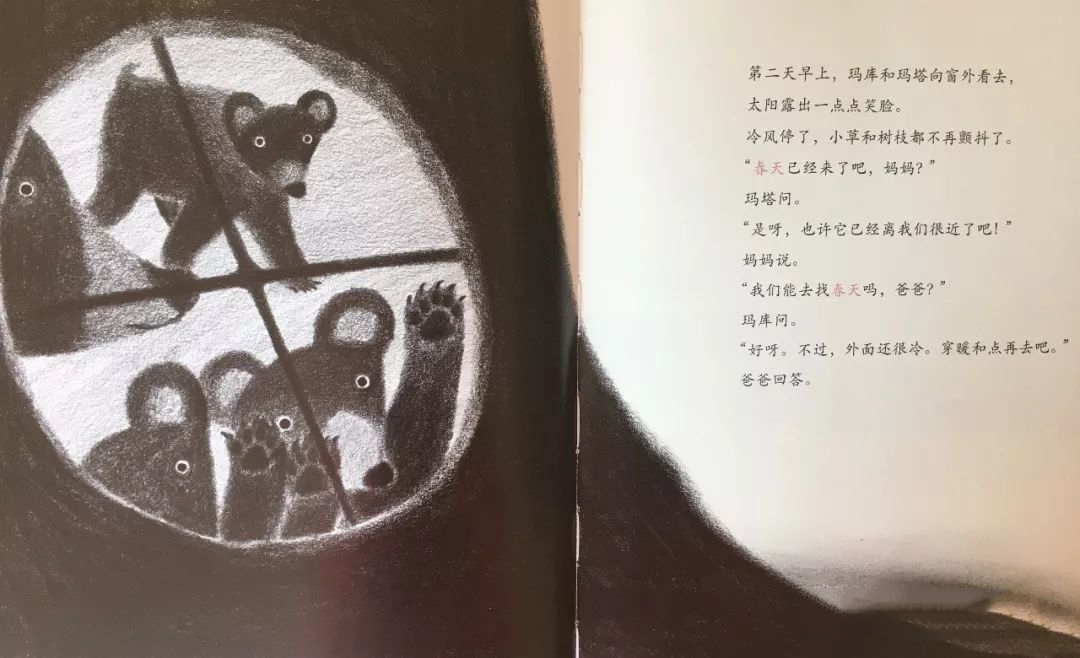 第二天早上，玛库和玛塔向窗外看去，
太阳露出一点点笑脸。
冷风停了，小草和树枝都不再颤抖了。
“春天已经来了吧，妈妈？”
玛塔问。
“是呀，也许它已经离我们很近了吧！”
妈妈说。
“我们能去找春天吗，爸爸？”
玛库问。
“好呀。不过，外面还很冷。穿暖和点再去吧。”
爸爸回答。